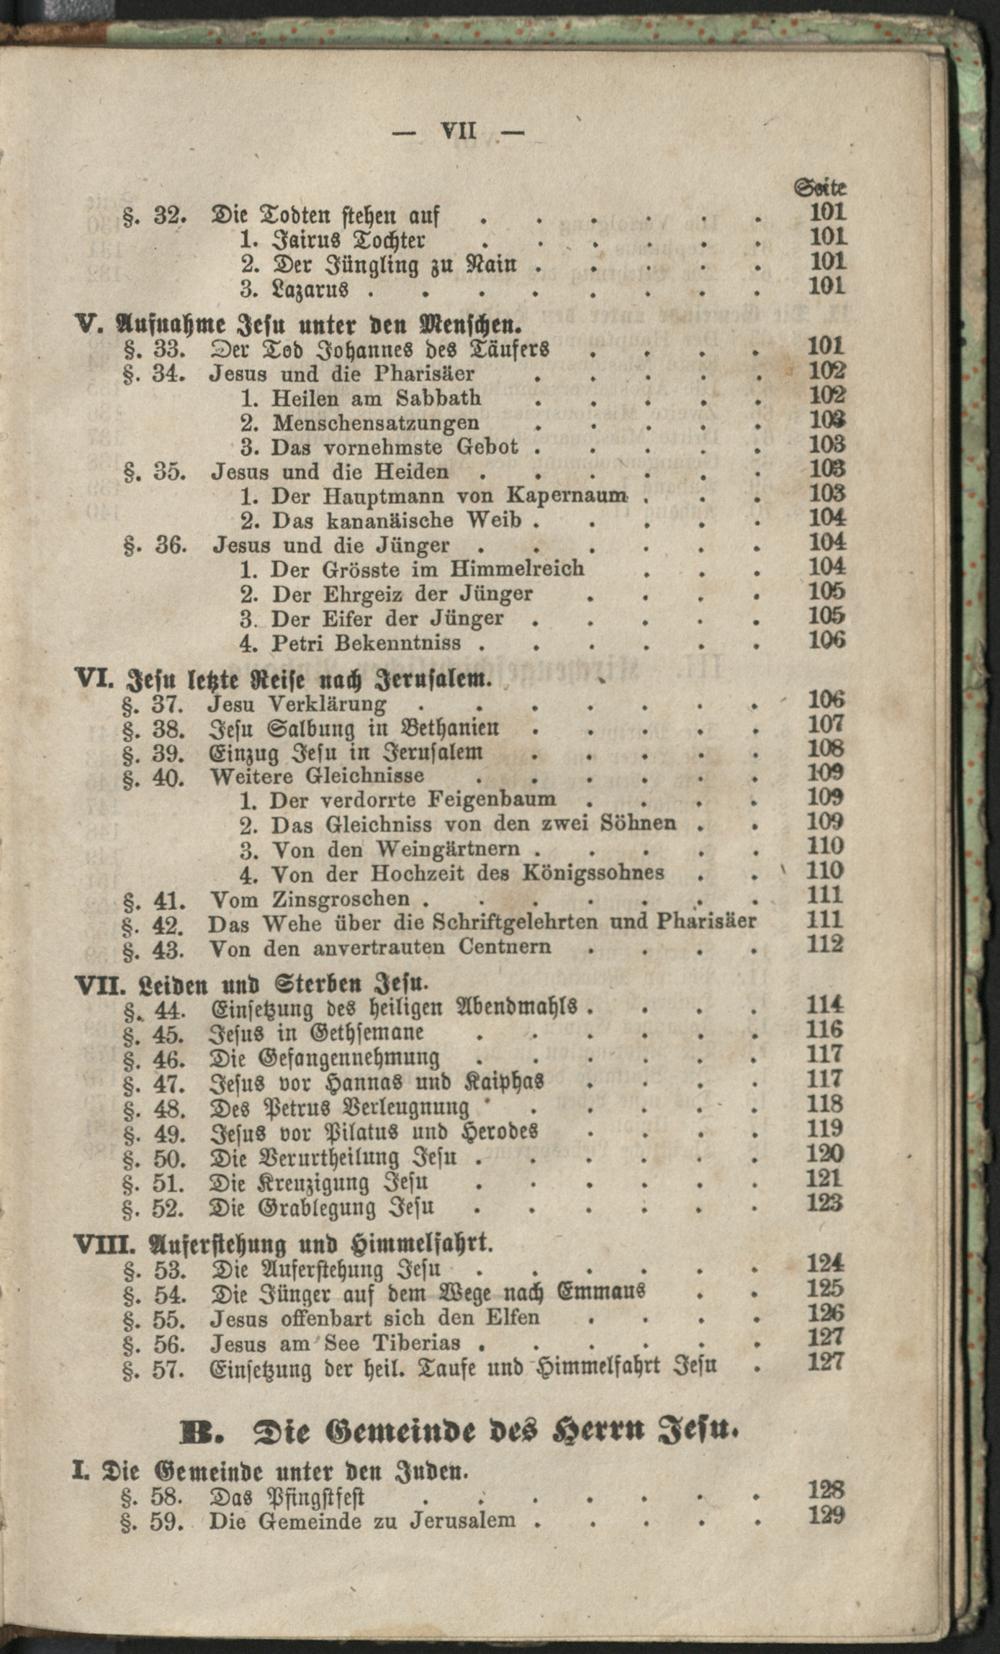 — VII —
Seite
§. 32. Die Todten stehen auf . . . . . . 101
1. Jairus Tochter . . . . . . 101
2. Der Jüngling zu Nain . . . . . 101
3. Lazarus . . . . . . . . 101
V. Aufnahme Jesu unter den Menschen.
§. 33. Der Tod Johannes des Täufers . . . . 101
§. 34. Jesus und die Pharisäer . . . . . 102
1. Heilen am Sabbath . . . . . 102
2. Menschensatzungen . . . . . 103
3. Das vornehmste Gebot . . . . . 103
§. 35. Jesus und die Heiden . . . . . . 103
1. Der Hauptmann von Kapernaum . . . 103
2. Das kananäische Weib . . . . . 104
§. 36. Jesus und die Jünger . . . . . . 104
1. Der Grösste im Himmelreich . . . 104
2. Der Ehrgeiz der Jünger . . . . 105
3. Der Eifer der Jünger . . . . . 105
4. Petri Bekenntniss . . . . . . 106
VI. Jesu letzte Reise nach Jerusalem.
§. 37. Jesu Verklärung . . . . . . . 106
§. 38. Jesu Salbung in Bethanien . . . . . 107
§. 39. Einzug Jesu in Jerusalem . . . . . 108
§. 40. Weitere Gleichnisse . . . . . . 109
1. Der verdorrte Feigenbaum . . . . 109
2. Das Gleichniss von den zwei Söhnen . . 109
3. Von den Weingärtnern . . . . . 110
4. Von der Hochzeit des Königssohnes . . 110
§. 41. Vom Zinsgroschen . . . . . . . 111
§. 42. Das Wehe über die Schriftgelehrten und Pharisäer 111
§. 43. Von den anvertrauten Centnern . . . . 112
VII. Leiden und Sterben Jesu.
§. 44. Einsetzung des heiligen Abendmahls . . . . 114
§. 45. Jesus in Gethsemane . . . . . . 116
§. 46. Die Gefangennehmung . . . . . . 117
§. 47. Jesus vor Hannas und Kaiphas . . . . 117
§. 48. Des Petrus Verleugnung . . . . . 118
§. 49. Jesus vor Pilatus und Herodes . . . . 119
§. 50. Die Verurtheilung Jesu . . . . . . 120
§. 51. Die Kreuzigung Jesu . . . . . . 121
§. 52. Die Grablegung Jesu . . . . . . 123
VIII. Auferstehung und Himmelfahrt.
§. 53. Die Auferstehung Jesu . . . . . . 124
§. 54. Die Jünger auf dem Wege nach Emmaus . . 125
§. 55. Jesus offenbart sich den Elfen . . . . 126
§. 56. Jesus am See Tiberias . . . . . . 127
§. 57. Einsetzung der heil. Taufe und Himmelfahrt Jesu . 127
B. Die Gemeinde des Herrn Jesu.
I. Die Gemeinde unter den Juden.
§. 58. Das Pfingstfest . . . . . . . 128
§. 59. Die Gemeinde zu Jerusalem . . . . . 129